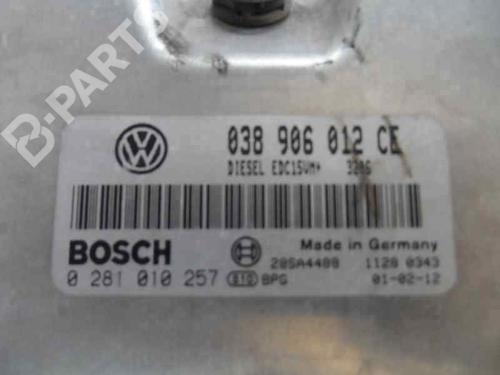 B-PARTS
038 906 012 CE
DIESEL EDC15VM+
BOSCH
Made in Germany
28SA4488 1128 0343
0 281 010 257 610 BPG 01-02-12